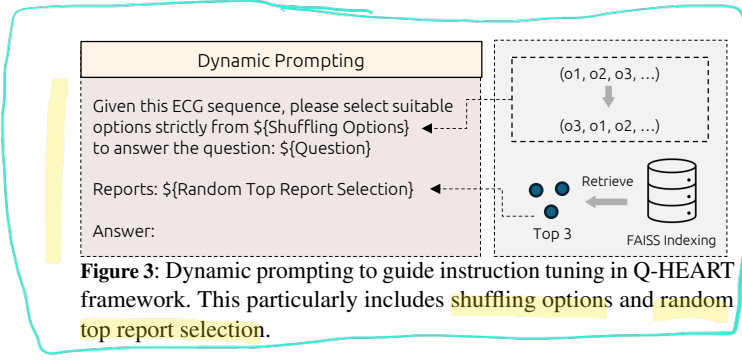 Dynamic Prompting
Given this ECG sequence, please select suitable
options strictly from ${Shuffling Options}
to answer the question: ${Question}
Reports: ${Random Top Report Selection}
Answer:
(o1, o2, o3, ...)
(o3, o1, o2, ...)
Retrieve
Top 3
FAISS Indexing
Figure 3: Dynamic prompting to guide instruction tuning in Q-HEART
framework. This particularly includes shuffling options and random
top report selection.